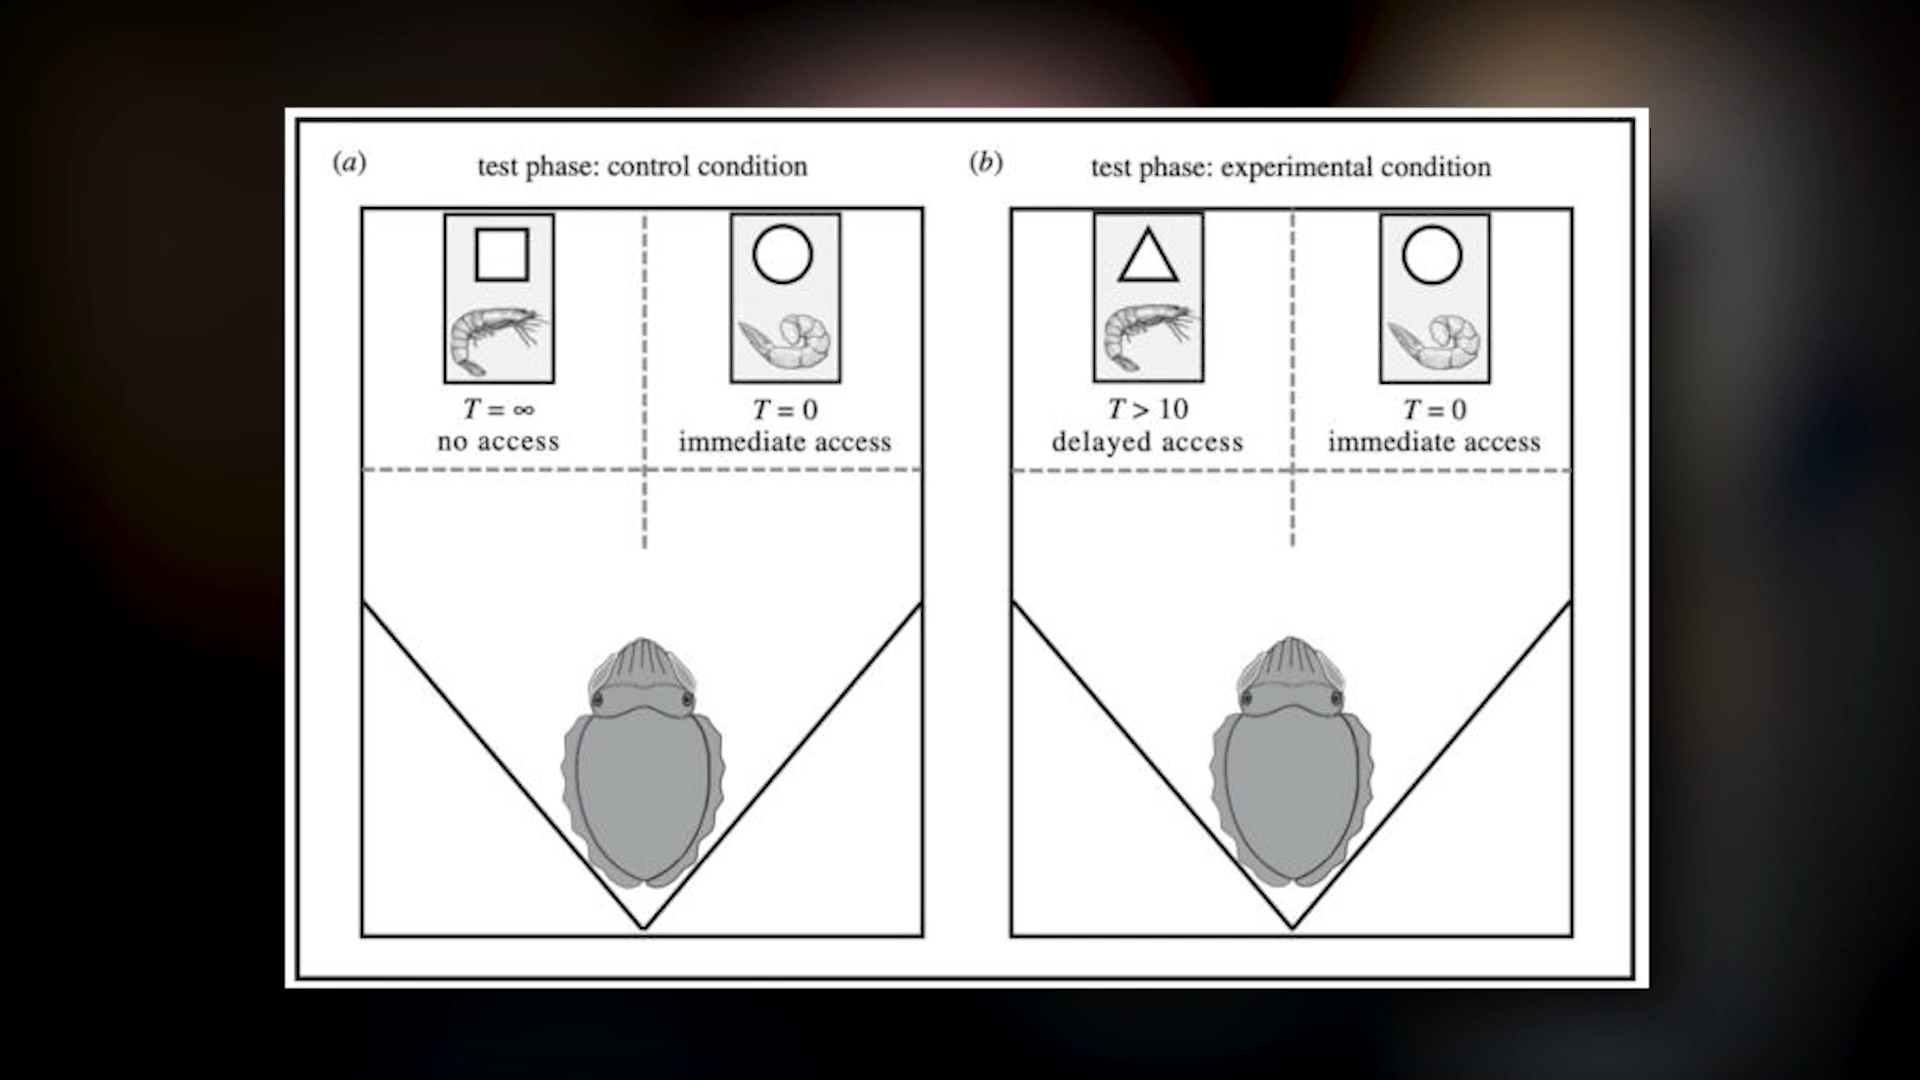 (a) test phase: control condition
T = ∞
no access
T = 0
immediate access
(b) test phase: experimental condition
T > 10
delayed access
T = 0
immediate access